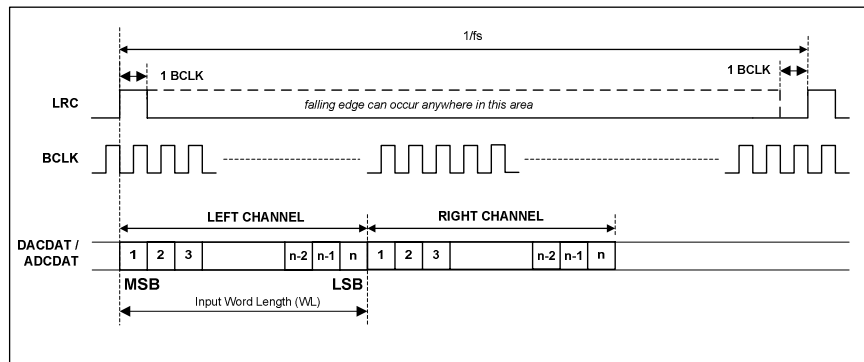 1/fs
1 BCLK
1 BCLK
LRC
falling edge can occur anywhere in this area
BCLK
LEFT CHANNEL
RIGHT CHANNEL
DACDAT /
ADCDAT
1 2 3 n-2 n-1 n 1 2 3 n-2 n-1 n
MSB LSB
Input Word Length (WL)